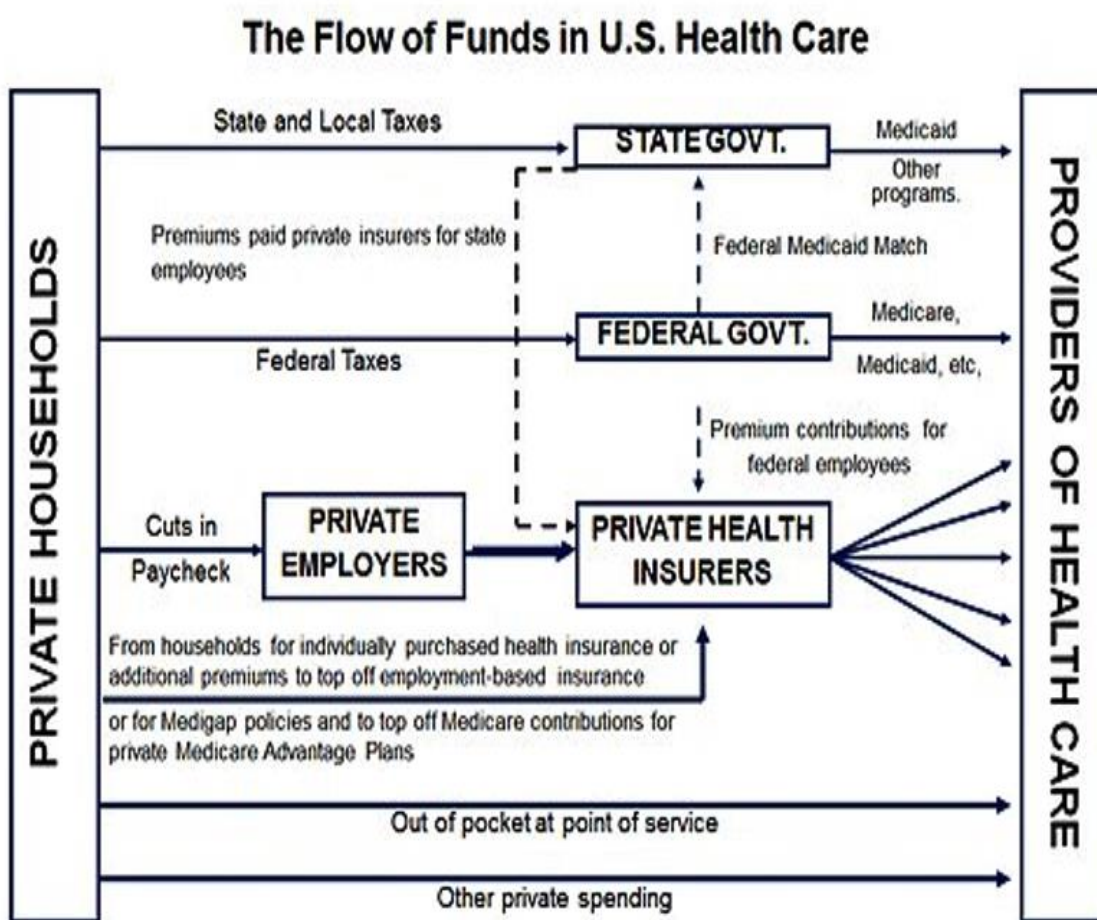 The Flow of Funds in U.S. Health Care
PRIVATE HOUSEHOLDS
State and Local Taxes
STATE GOVT.
Medicaid
Other
programs.
Premiums paid private insurers for state
employees
Federal Medicaid Match
Federal Taxes
FEDERAL GOVT.
Medicare,
Medicaid, etc,
Premium contributions for
federal employees
Cuts in
Paycheck
PRIVATE
EMPLOYERS
PRIVATE HEALTH
INSURERS
From households for individually purchased health insurance or
additional premiums to top off employment-based insurance
or for Medigap policies and to top off Medicare contributions for
private Medicare Advantage Plans
Out of pocket at point of service
Other private spending
PROVIDERS OF HEALTH CARE